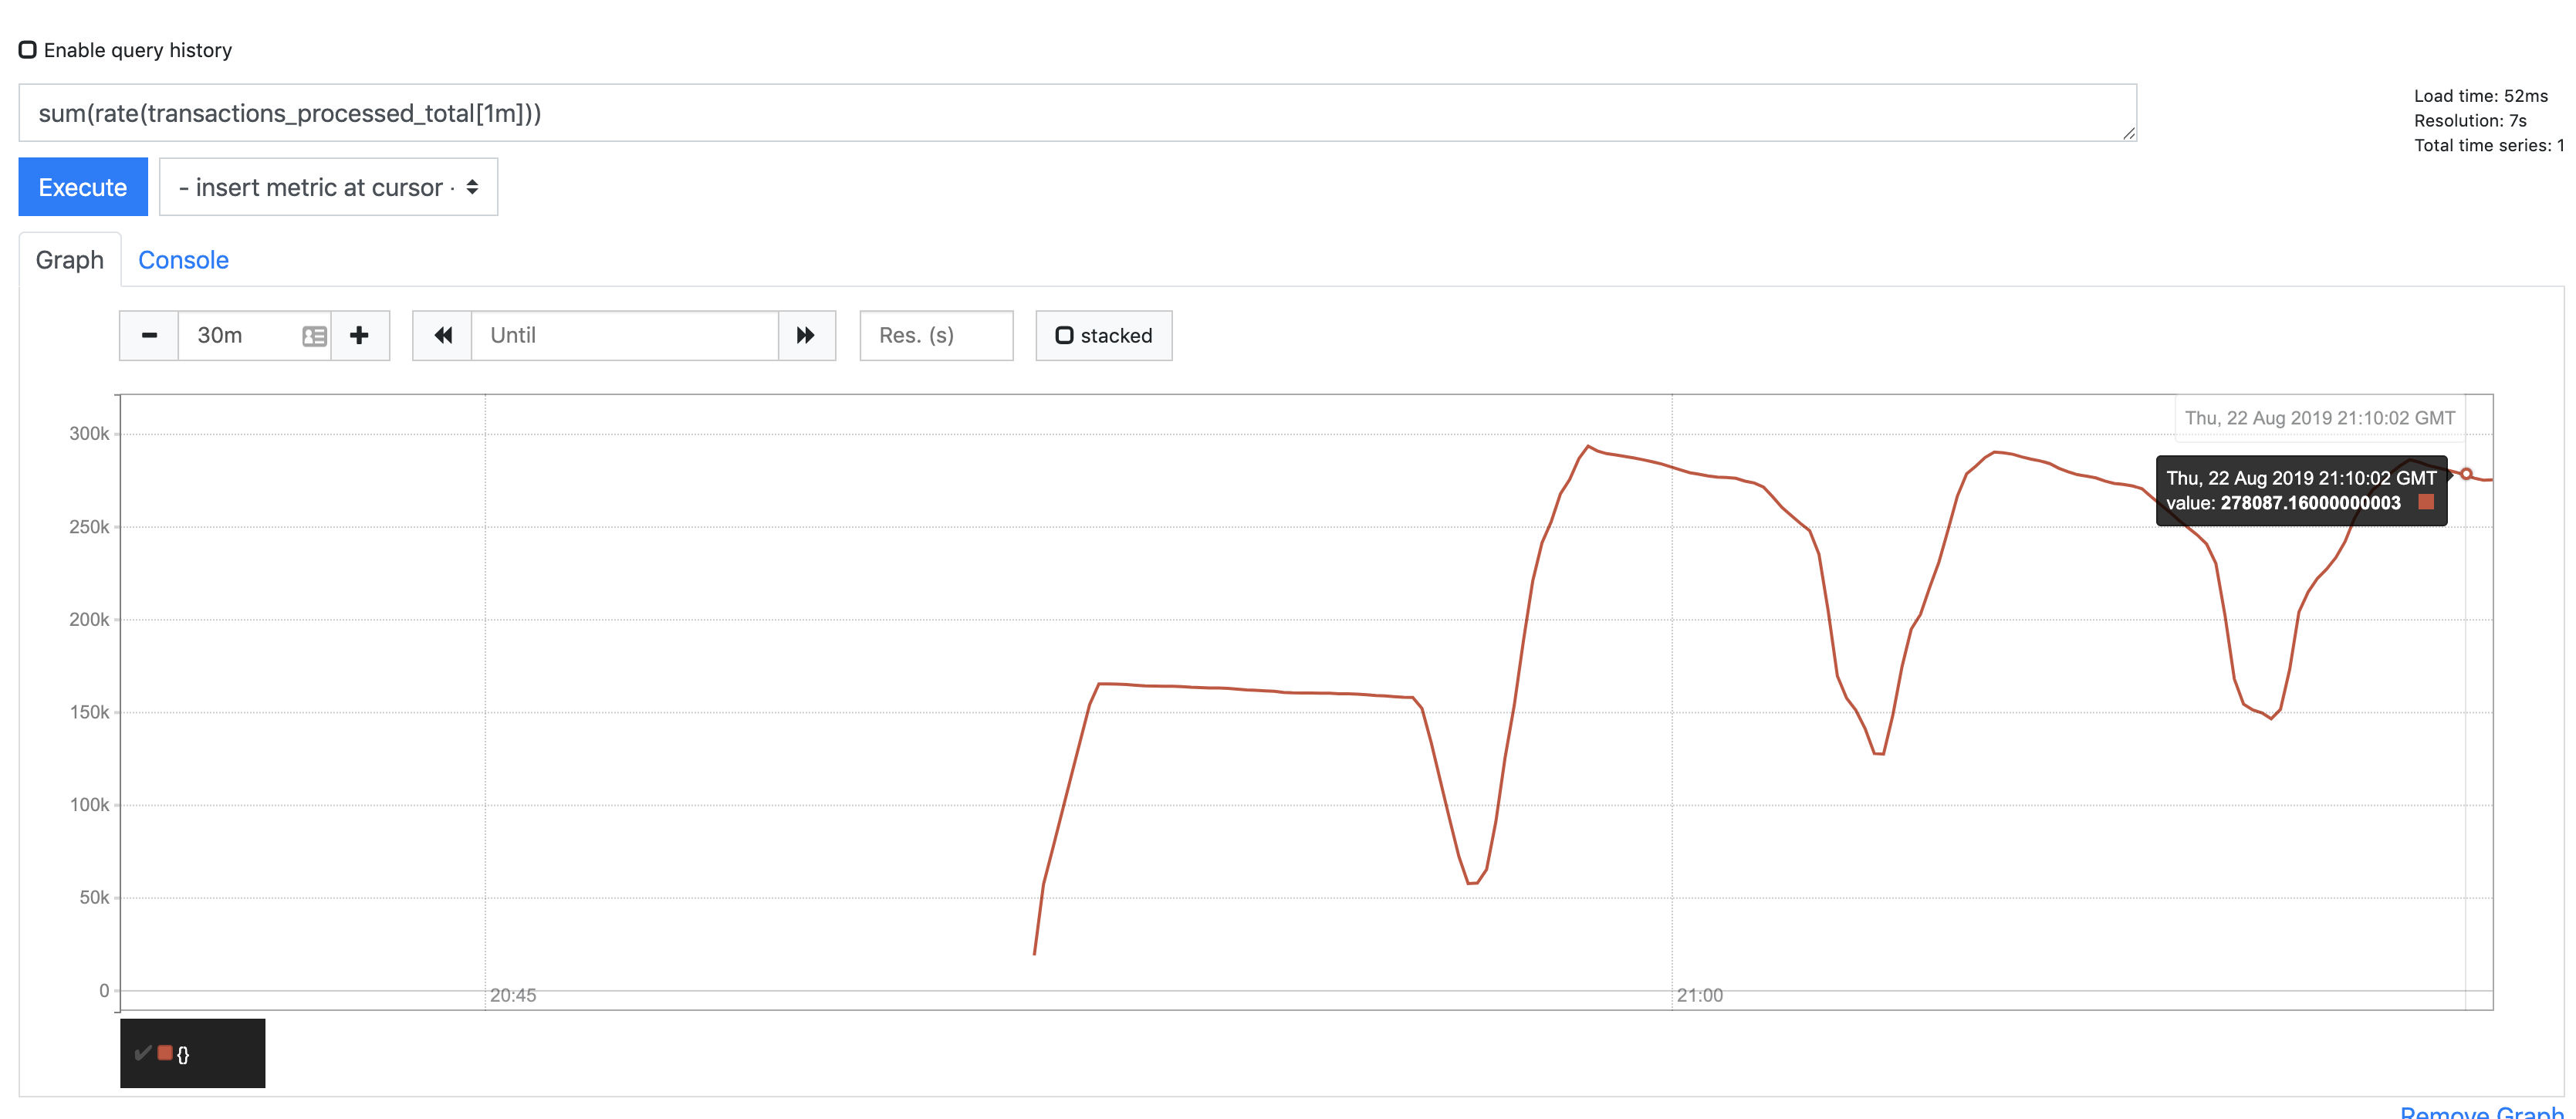 Enable query history
sum(rate(transactions_processed_total[1m]))
Load time: 52ms
Resolution: 7s
Total time series: 1
Execute
- insert metric at cursor -
Graph
Console
30m
Until
Res. (s)
stacked
300k
250k
200k
150k
100k
50k
0
20:45
21:00
Thu, 22 Aug 2019 21:10:02 GMT
Thu, 22 Aug 2019 21:10:02 GMT
value: 278087.16000000003
{}
Remove Graph